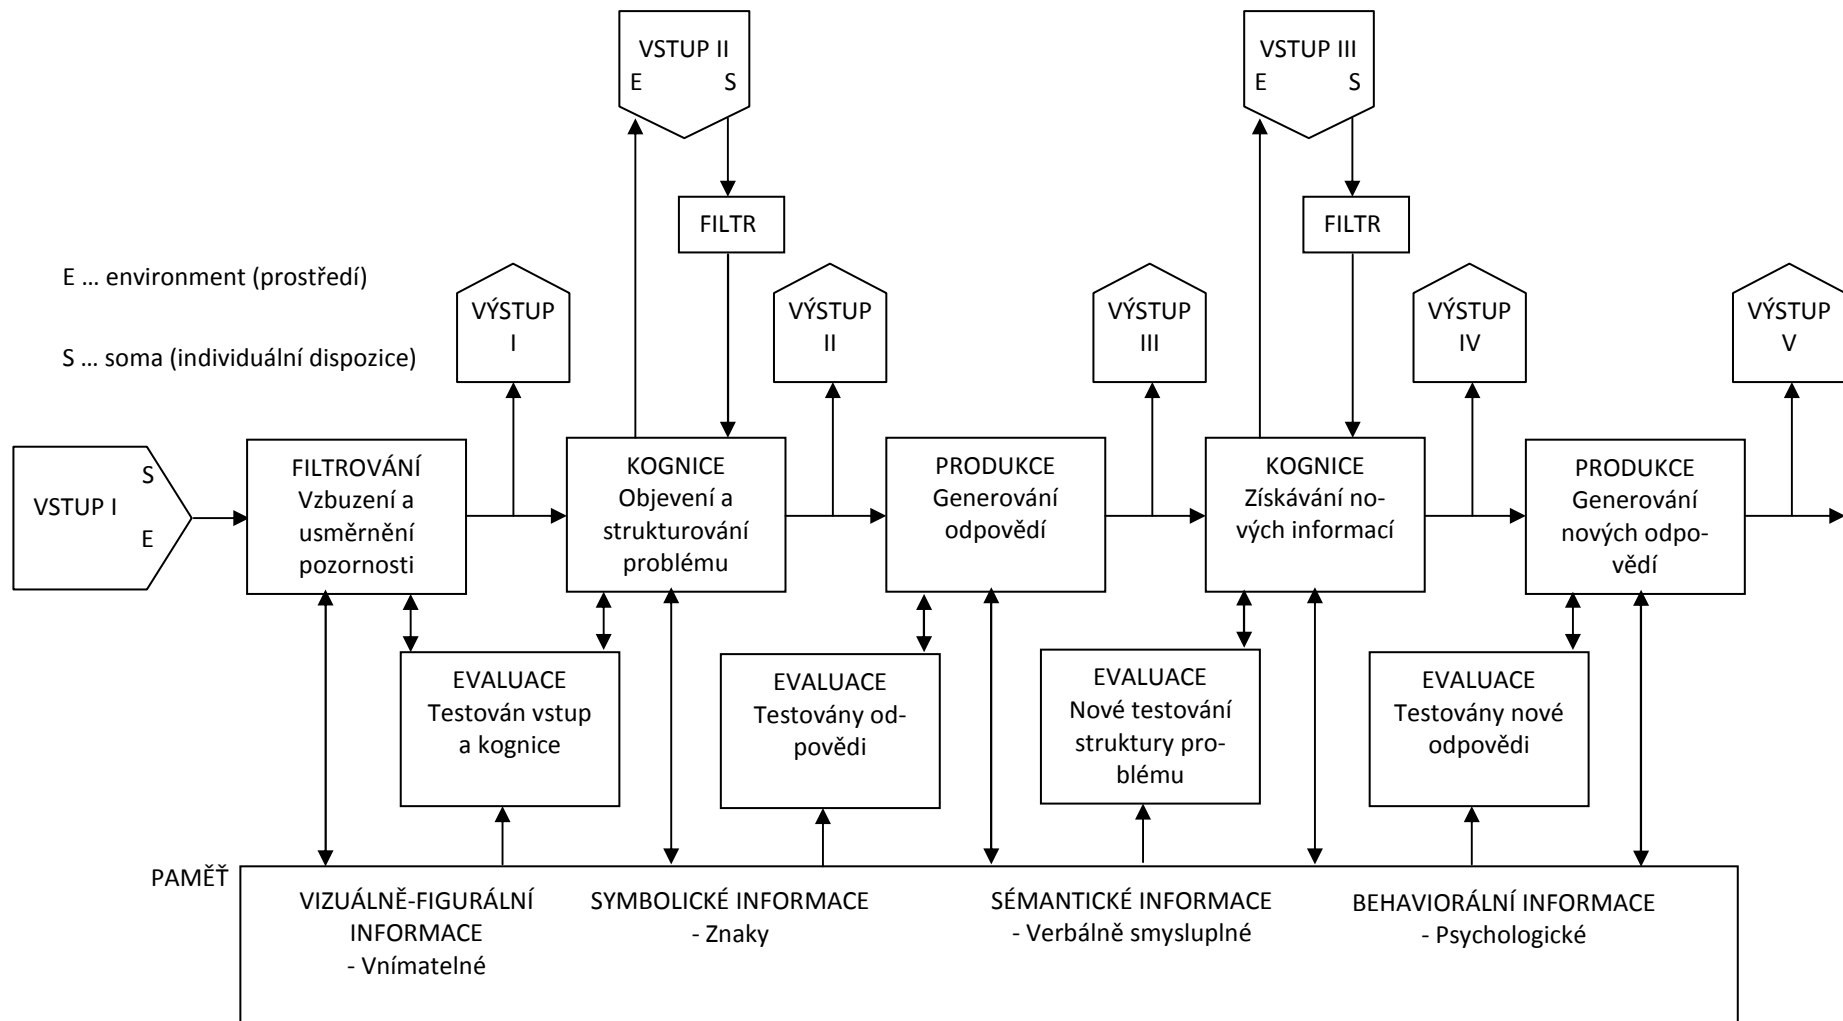 VSTUP II
E S
VSTUP III
E S
FILTR
FILTR
E ... environment (prostředí)
S ... soma (individuální dispozice)
VÝSTUP
I
VÝSTUP
II
VÝSTUP
III
VÝSTUP
IV
VÝSTUP
V
VSTUP I
S
E
FILTROVÁNÍ
Vzbuzení a
usměrnění
pozornosti
KOGNICE
Objevení a
strukturování
problému
PRODUKCE
Generování
odpovědí
KOGNICE
Získávání no-
vých informací
PRODUKCE
Generování
nových odpo-
vědí
EVALUACE
Testován vstup
a kognice
EVALUACE
Testovány od-
povědi
EVALUACE
Nové testování
struktury pro-
blému
EVALUACE
Testovány nové
odpovědi
PAMĚŤ
VIZUÁLNĚ-FIGURÁLNÍ
INFORMACE
- Vnímatelné
SYMBOLICKÉ INFORMACE
- Znaky
SÉMANTICKÉ INFORMACE
- Verbálně smysluplné
BEHAVIORÁLNÍ INFORMACE
- Psychologické